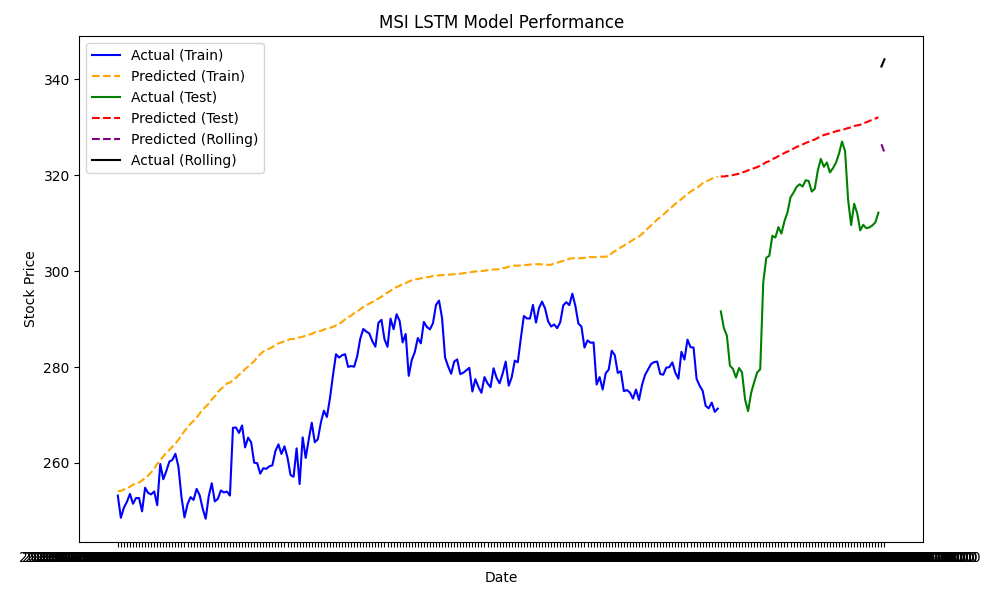 MSI LSTM Model Performance
Actual (Train)
Predicted (Train)
Actual (Test)
Predicted (Test)
Predicted (Rolling)
Actual (Rolling)
Stock Price
340
320
300
280
260
Date